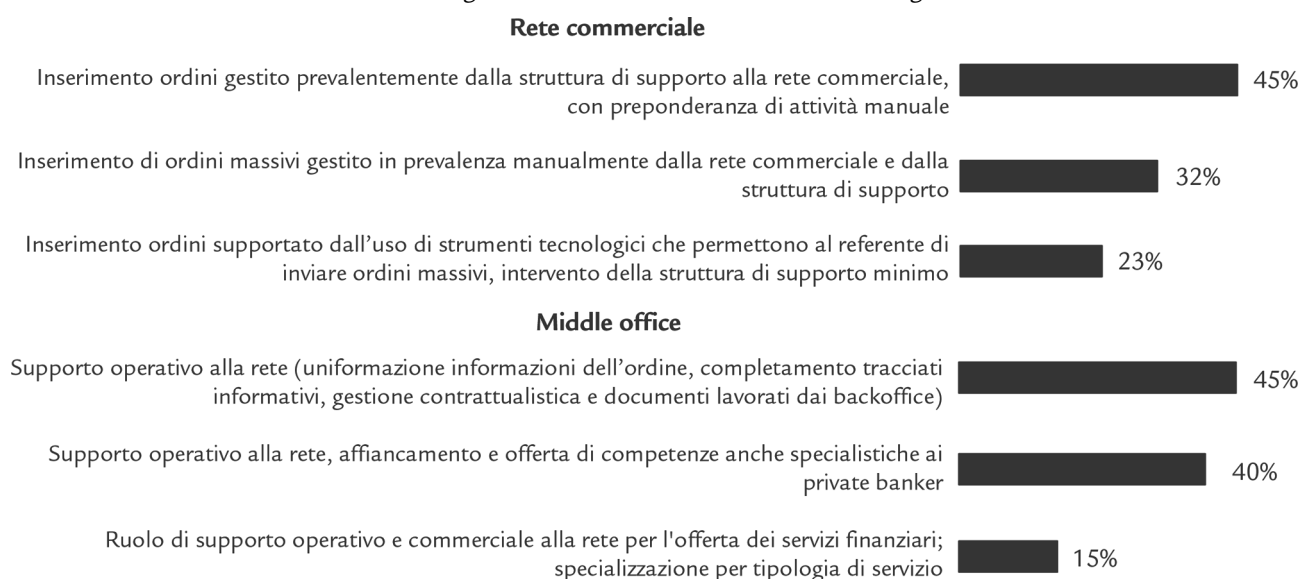 Rete commerciale
Inserimento ordini gestito prevalentemente dalla struttura di supporto alla rete commerciale,
con preponderanza di attività manuale
45%
Inserimento di ordini massivi gestito in prevalenza manualmente dalla rete commerciale e dalla
struttura di supporto
32%
Inserimento ordini supportato dall'uso di strumenti tecnologici che permettono al referente di
inviare ordini massivi, intervento della struttura di supporto minimo
23%
Middle office
Supporto operativo alla rete (uniformazione informazioni dell'ordine, completamento tracciati
informativi, gestione contrattualistica e documenti lavorati dai backoffice)
45%
Supporto operativo alla rete, affiancamento e offerta di competenze anche specialistiche ai
private banker
40%
Ruolo di supporto operativo e commerciale alla rete per l'offerta dei servizi finanziari;
specializzazione per tipologia di servizio
15%